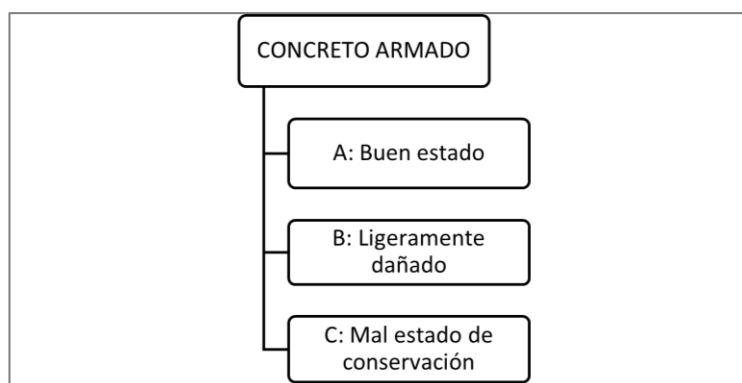 CONCRETO ARMADO
A: Buen estado
B: Ligeramente
dañado
C: Mal estado de
conservación